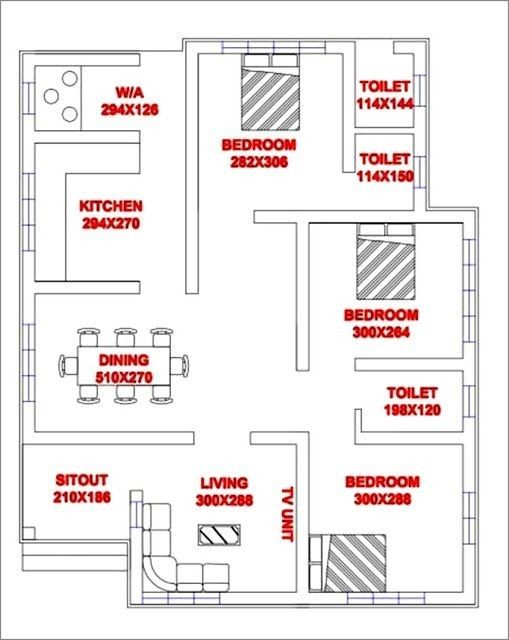 W/A
294X126
TOILET
114X144
BEDROOM
282X306
TOILET
114X150
KITCHEN
294X270
BEDROOM
300X264
DINING
510X270
TOILET
198X120
SITOUT
210X186
LIVING
300X288
TV UNIT
BEDROOM
300X288